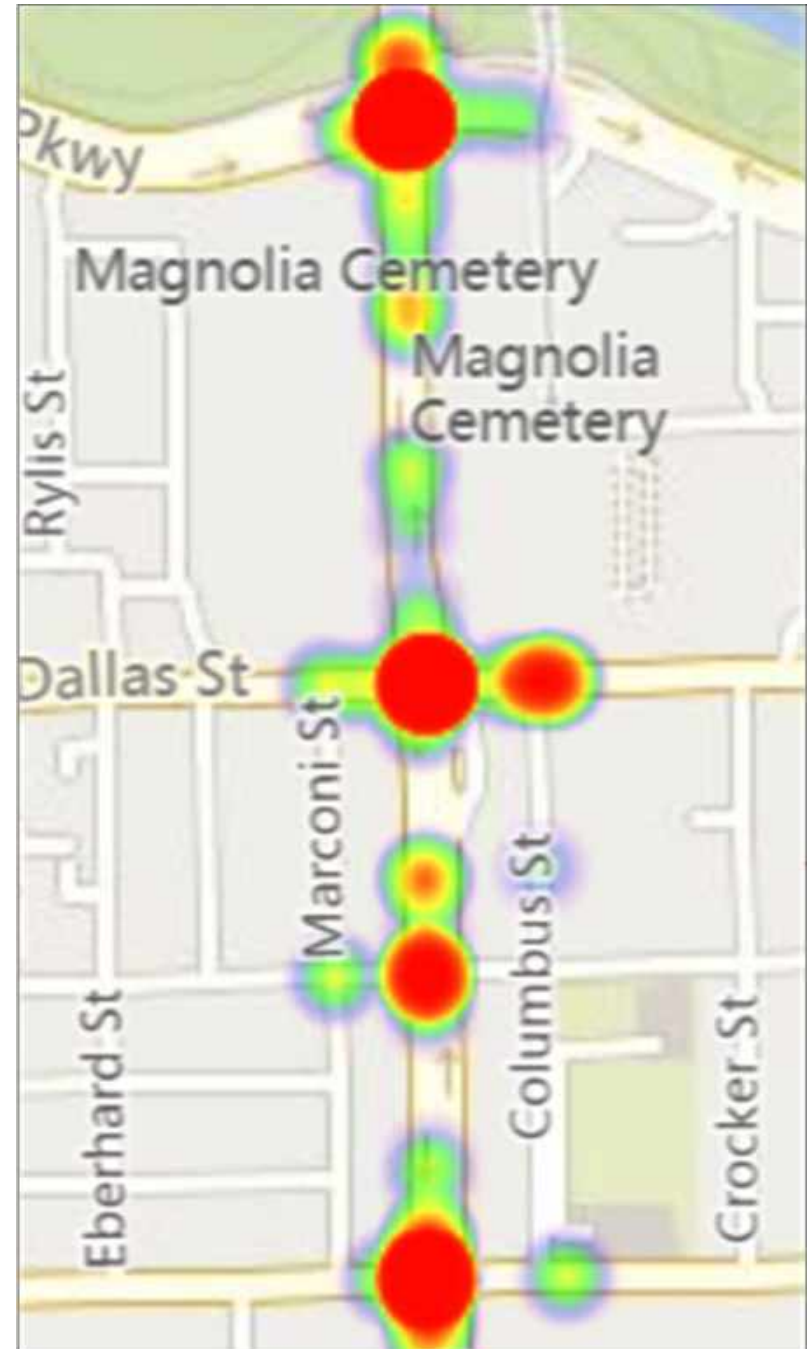 Pkwy
Magnolia Cemetery
Magnolia
Cemetery
Rylis St
Dallas St
Marconi St
Columbus St
Eberhard St
Crocker St